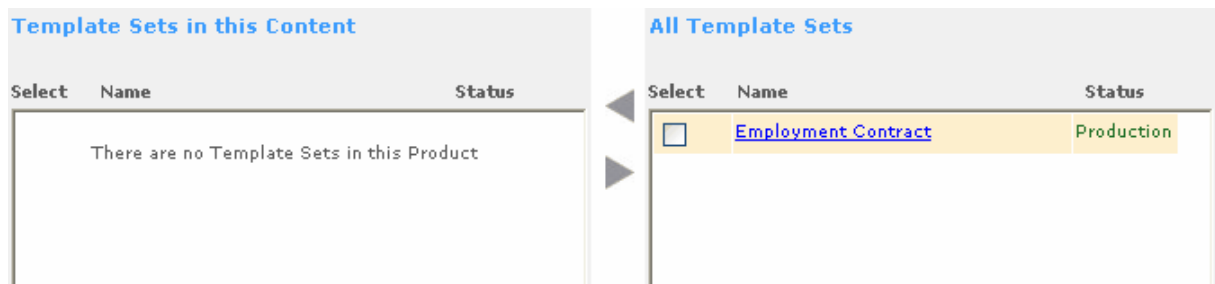 Template Sets in this Content
Select Name Status
There are no Template Sets in this Product
All Template Sets
Select Name Status
Employment Contract Production